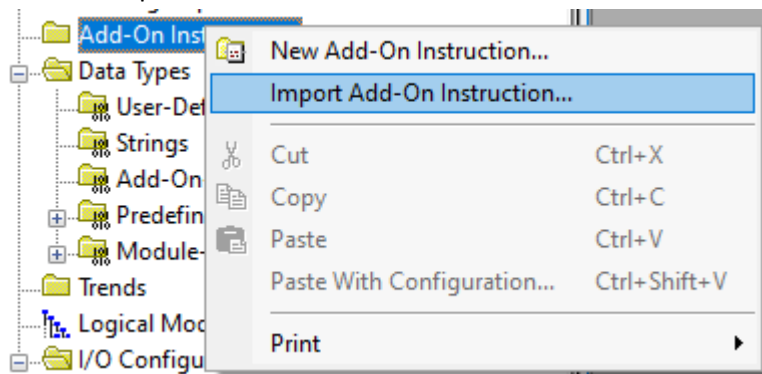 Add-On Inst
New Add-On Instruction...
Data Types
Import Add-On Instruction...
User-Def
Strings
Cut Ctrl+X
Add-On
Copy Ctrl+C
Predefin
Paste Ctrl+V
Module-
Paste With Configuration... Ctrl+Shift+V
Trends
Logical Mod
Print
I/O Configu